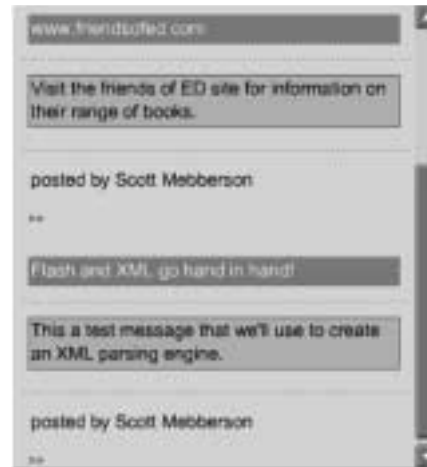 www.friendsofed.com
Visit the friends of ED site for information on
their range of books.
posted by Scott Mebberson
>>
Flash and XML go hand in hand!
This a test message that we'll use to create
an XML parsing engine.
posted by Scott Mebberson
>>